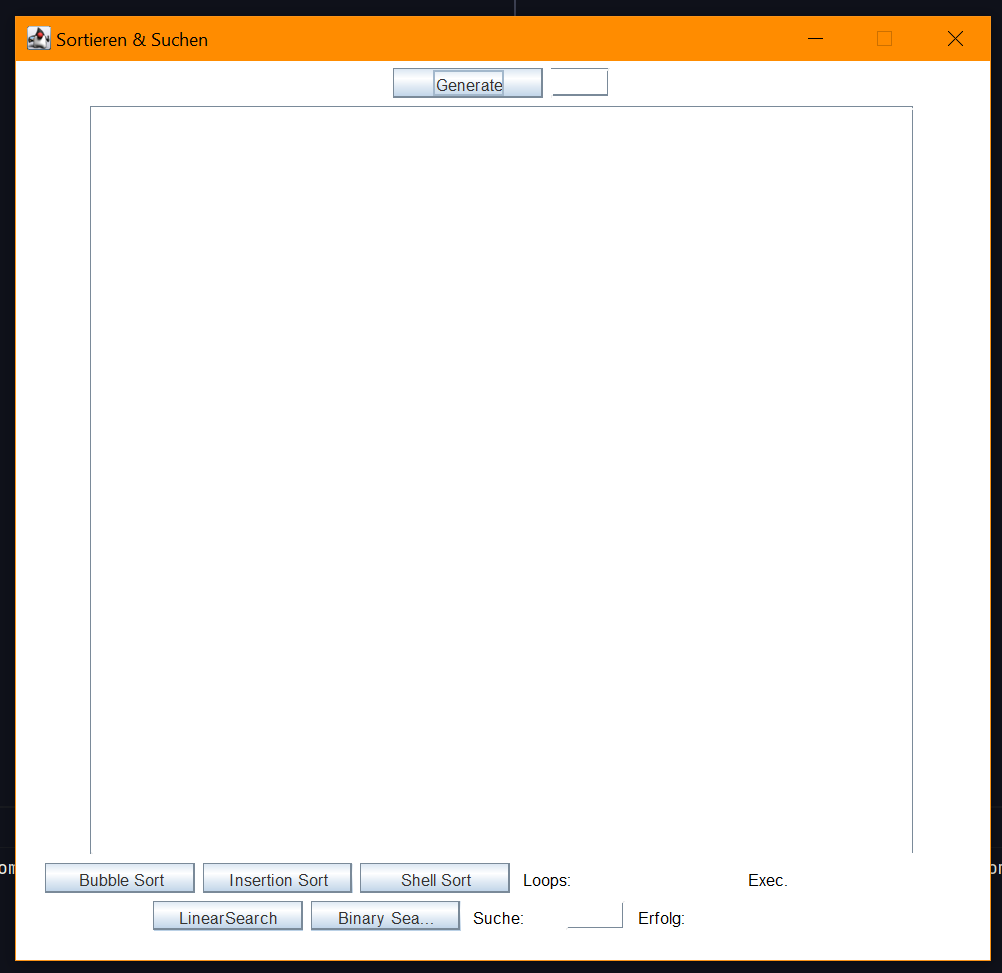 Sortieren & Suchen
Generate
Bubble Sort Insertion Sort Shell Sort Loops: Exec.
LinearSearch Binary Sea... Suche: Erfolg: